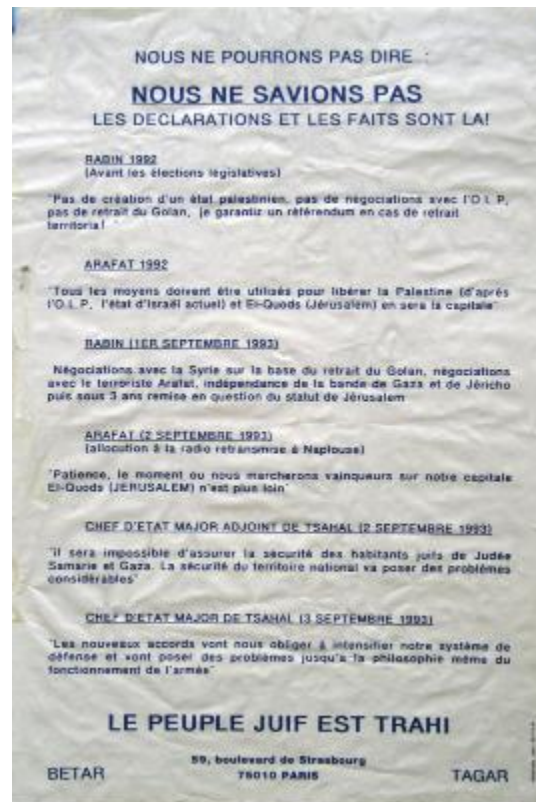 NOUS NE POURRONS PAS DIRE :
NOUS NE SAVIONS PAS
LES DECLARATIONS ET LES FAITS SONT LA!
RABIN 1992
(Avant les élections législatives)
"Pas de création d'un état palestinien, pas de négociations avec l'O.L.P,
pas de retrait du Golan, je garantis un référendum en cas de retrait
territorial
ARAFAT 1992
"Tous les moyens doivent être utilisés pour libérer la Palestine (d'après
l'O.L.P, l'état d'Israël actuel) et El-Quods (Jérusalem) en sera la capitale"
RABIN (1ER SEPTEMBRE 1993)
Négociations avec la Syrie sur la base du retrait du Golan, négociations
avec le terroriste Arafat, indépendance de la bande de Gaza et de Jéricho
puis sous 3 ans remise en question du statut de Jérusalem
ARAFAT (2 SEPTEMBRE 1993)
(allocution à la radio retransmise à Naplouse)
"Patience, le moment ou nous marcherons vainqueurs sur notre capitale
El-Quods (JERUSALEM) n'est plus loin"
CHEF D'ETAT MAJOR ADJOINT DE TSAHAL (2 SEPTEMBRE 1993)
"Il sera impossible d'assurer la sécurité des habitants juifs de Judée
Samarie et Gaza. La sécurité du territoire national va poser des problèmes
considérables"
CHEF D'ETAT MAJOR DE TSAHAL (3 SEPTEMBRE 1993)
"Les nouveaux accords vont nous obliger à intensifier notre système de
défense et vont poser des problèmes jusqu'à la philosophie même du
fonctionnement de l'armée"
LE PEUPLE JUIF EST TRAHI
59, boulevard de Strasbourg
BETAR 75010 PARIS TAGAR